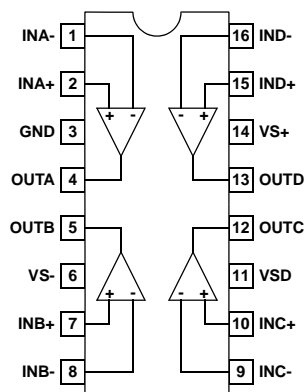 INA- 1 16 IND-
INA+ 2 15 IND+
+ - - +
GND 3 14 VS+
OUTA 4 13 OUTD
OUTB 5 12 OUTC
VS- 6 11 VSD
+ - - +
INB+ 7 10 INC+
INB- 8 9 INC-